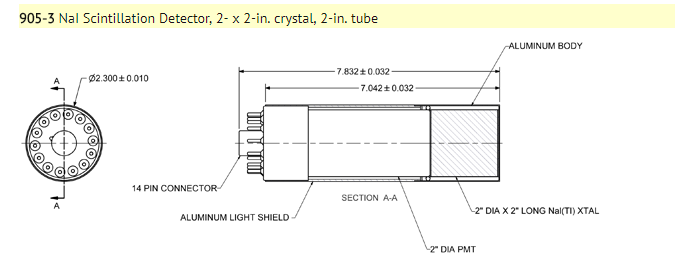 905-3 NaI Scintillation Detector, 2- x 2-in. crystal, 2-in. tube
ALUMINUM BODY
7.832 ± 0.032
A
Ø2.300 ± 0.010
7.042 ± 0.032
14 PIN CONNECTOR
SECTION A-A
A
ALUMINUM LIGHT SHIELD
2" DIA X 2" LONG NaI(Tl) XTAL
2" DIA PMT